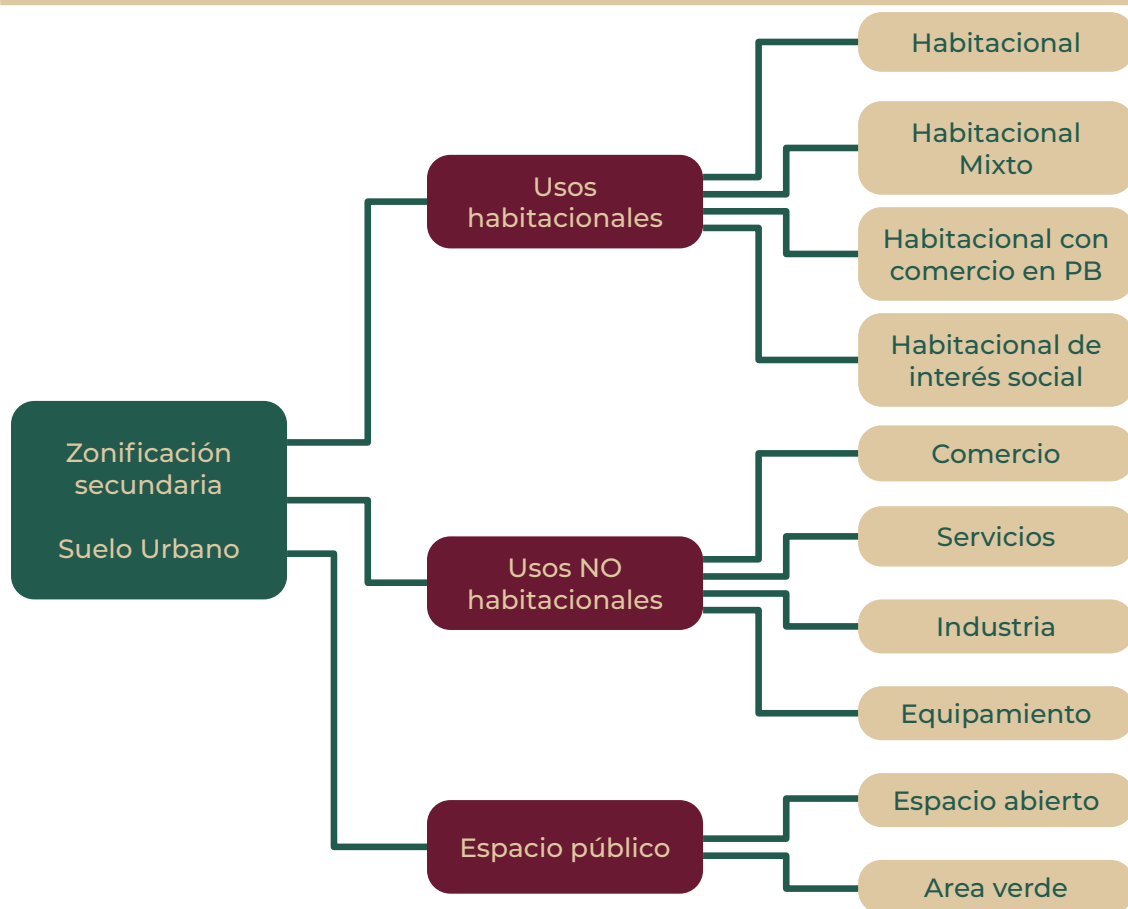 Habitacional
Habitacional
Mixto
Usos
habitacionales
Habitacional con
comercio en PB
Habitacional de
interés social
Zonificación
secundaria
Suelo Urbano
Comercio
Servicios
Usos NO
habitacionales
Industria
Equipamiento
Espacio abierto
Espacio público
Area verde